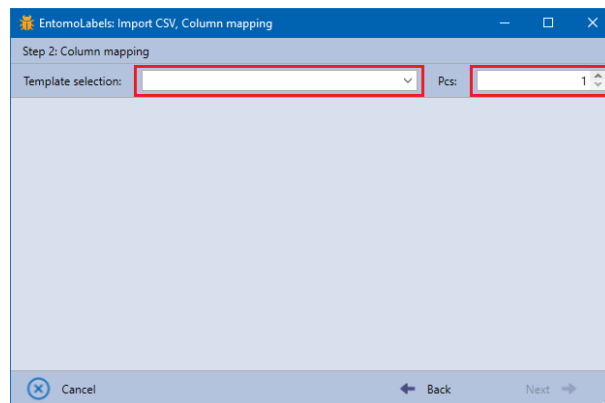 EntomoLabels: Import CSV, Column mapping
Step 2: Column mapping
Template selection: Pcs: 1
Cancel Back Next